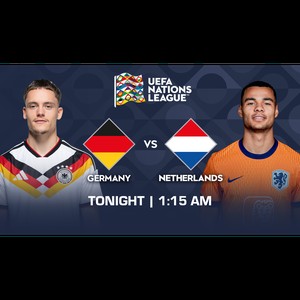 UEFA
NATIONS
LEAGUE
VS
GERMANY
NETHERLANDS
TONIGHT | 1:15 AM